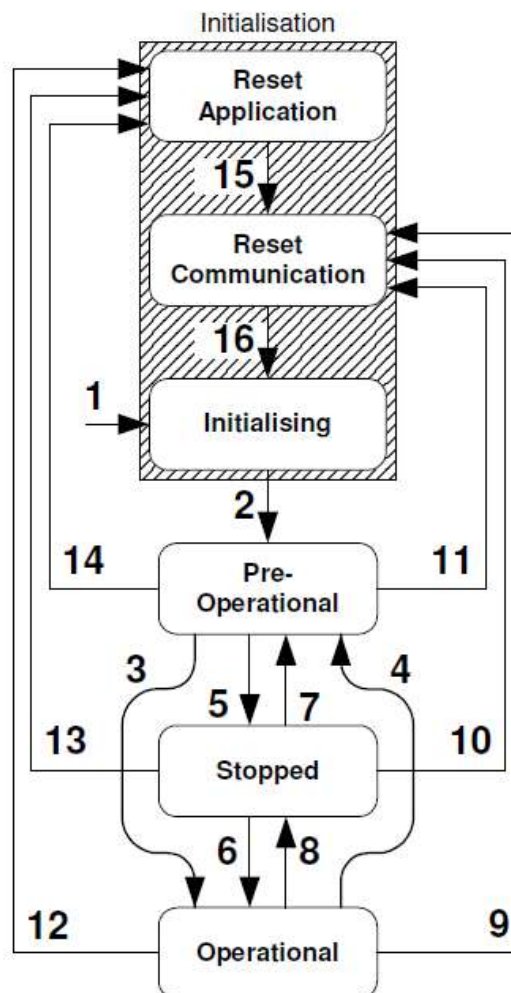 Initialisation
Reset
Application
15
Reset
Communication
16
1
Initialising
2
14
Pre-
Operational
11
3
5
7
4
13
Stopped
10
6
8
12
Operational
9